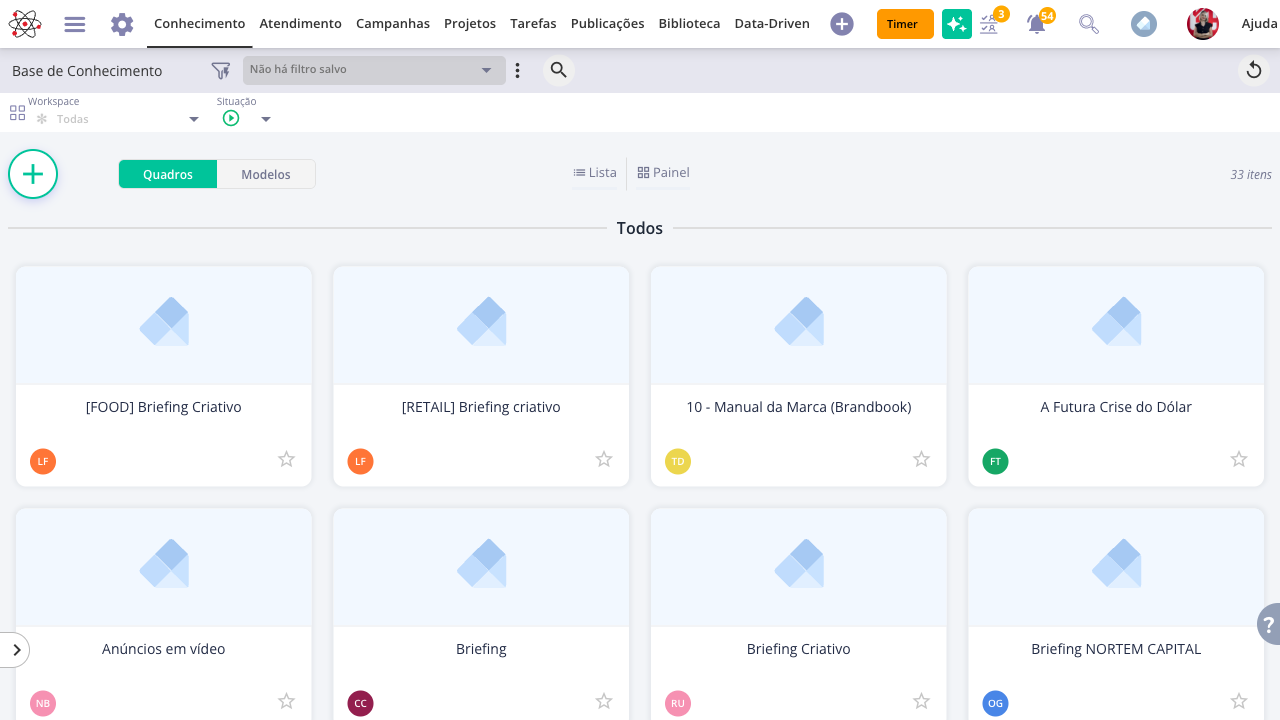 Conhecimento Atendimento Campanhas Projetos Tarefas Publicações Biblioteca Data-Driven Timer 3 54 Ajuda
Base de Conhecimento Não há filtro salvo
Workspace Situação
Todas
Quadros Modelos Lista Painel 33 itens
Todos
[FOOD] Briefing Criativo [RETAIL] Briefing criativo 10 - Manual da Marca (Brandbook) A Futura Crise do Dólar
LF LF TD FT
?
Anúncios em vídeo Briefing Briefing Criativo Briefing NORTEM CAPITAL
NB CC RU OG